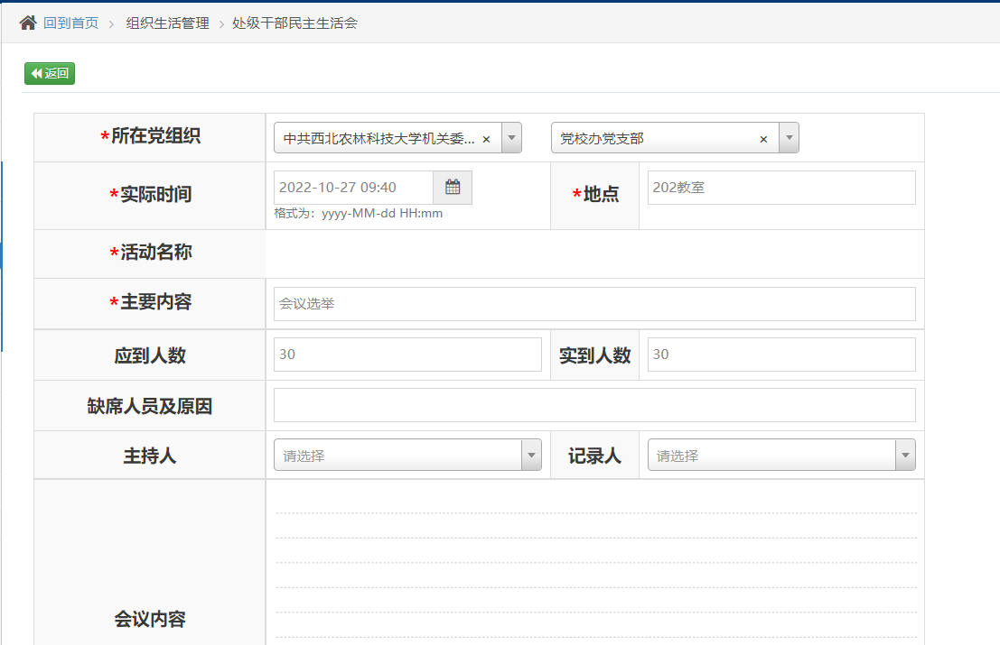 回到首页 > 组织生活管理 > 处级干部民主生活会
返回
*所在党组织 中共西北农林科技大学机关委... × 党校办党支部 ×
*实际时间 2022-10-27 09:40 *地点 202教室
格式为：yyyy-MM-dd HH:mm
*活动名称
*主要内容 会议选举
应到人数 30 实到人数 30
缺席人员及原因
主持人 请选择 记录人 请选择
会议内容